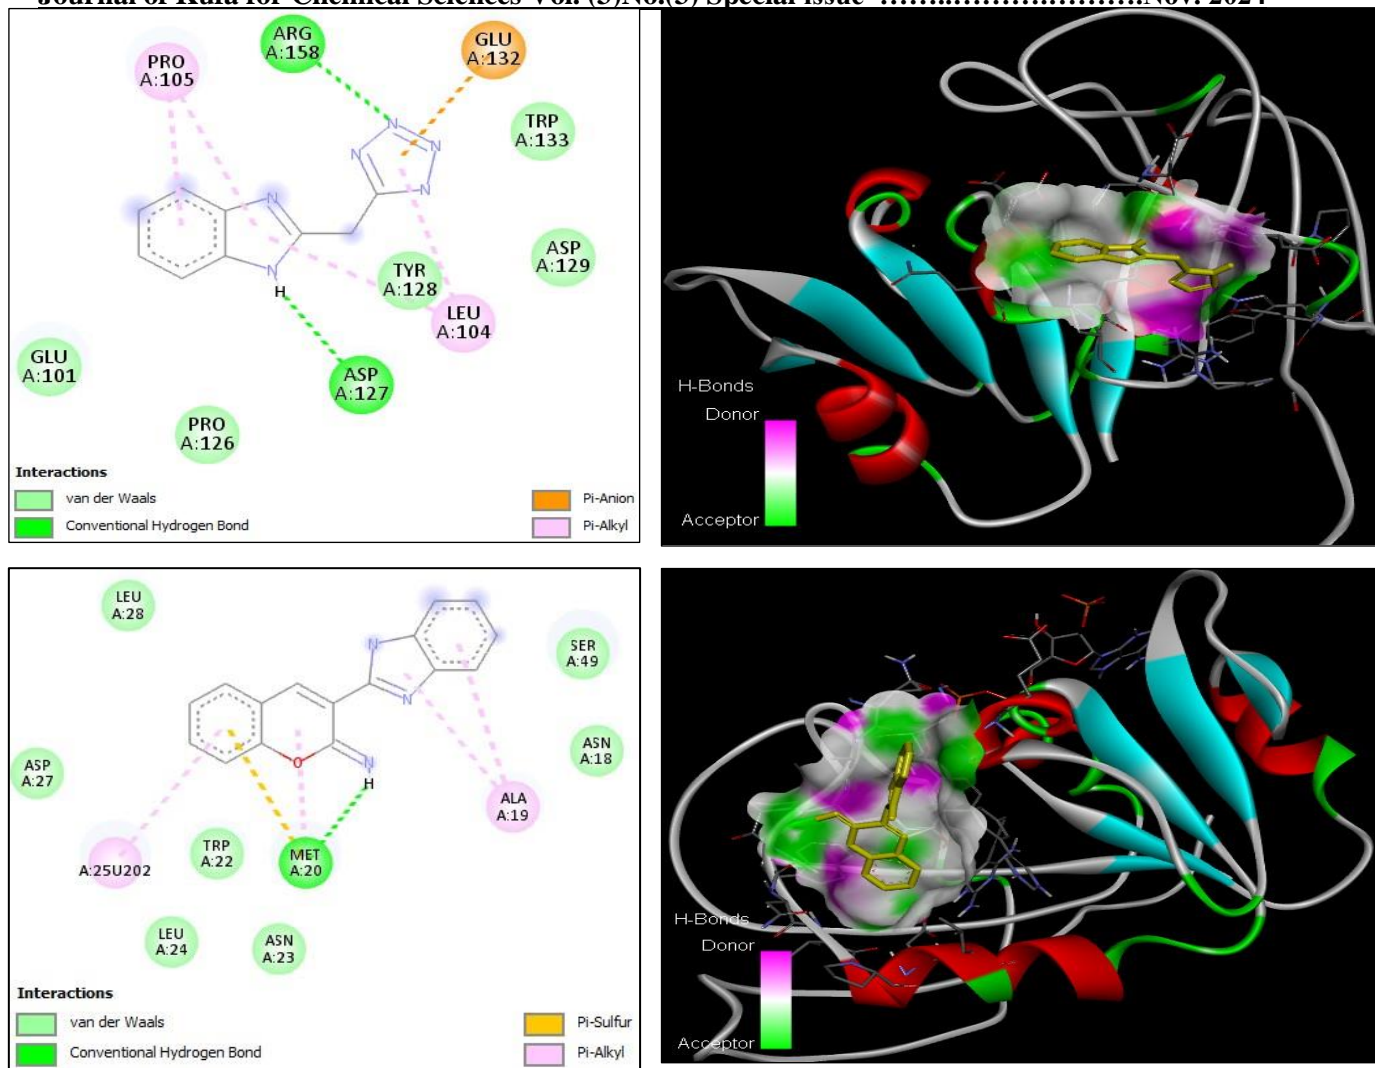 Journal of Kufa for Chemical Sciences Vol. (3)No.(3) Special issue ……..………………….Nov. 2024
ARG
A:158
GLU
A:132
PRO
A:105
TRP
A:133
N
N
N
N
N
N
H
ASP
A:129
TYR
A:128
LEU
A:104
GLU
A:101
ASP
A:127
PRO
A:126
Interactions
van der Waals
Conventional Hydrogen Bond
Pi-Anion
Pi-Alkyl
H-Bonds
Donor
Acceptor
LEU
A:28
SER
A:49
N
N
O
N
H
ASN
A:18
ASP
A:27
ALA
A:19
A:25U202
TRP
A:22
MET
A:20
LEU
A:24
ASN
A:23
Interactions
van der Waals
Conventional Hydrogen Bond
Pi-Sulfur
Pi-Alkyl
H-Bonds
Donor
Acceptor